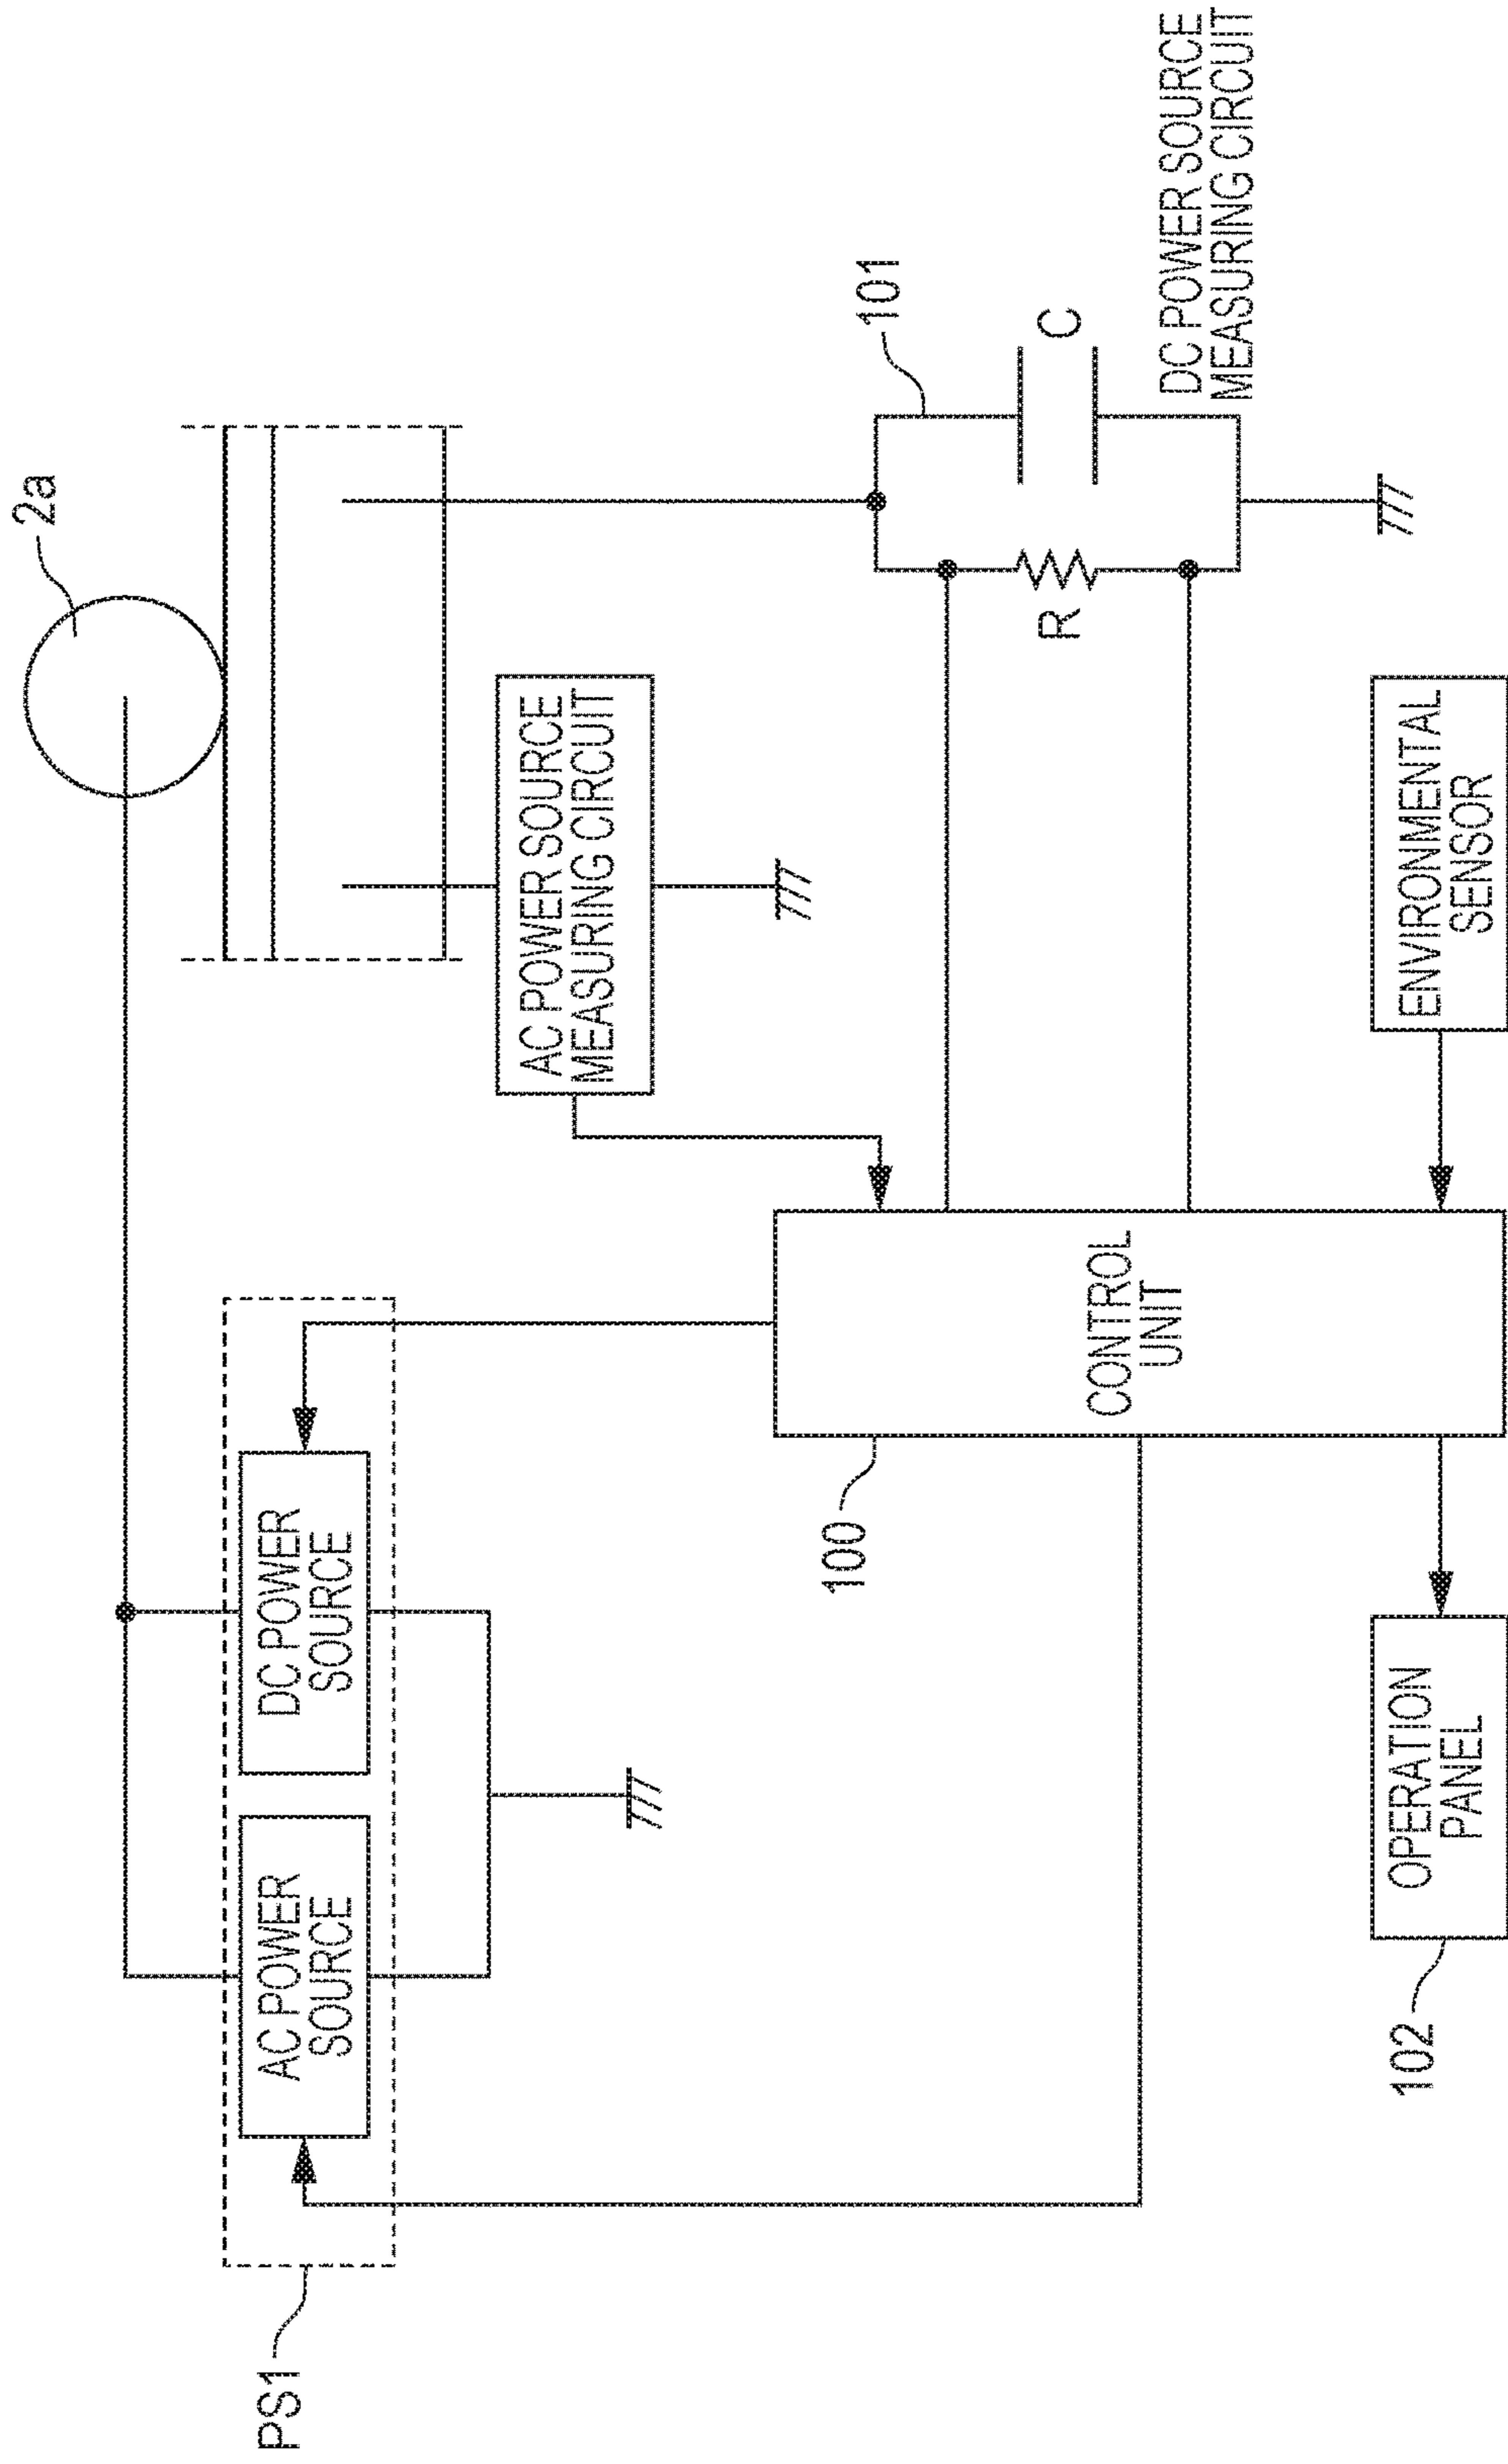 2a
PS1
AC POWER
SOURCE
DC POWER
SOURCE
AC POWER SOURCE
MEASURING CIRCUIT
101
100
CONTROL
UNIT
R
C
DC POWER SOURCE
MEASURING CIRCUIT
102
OPERATION
PANEL
ENVIRONMENTAL
SENSOR